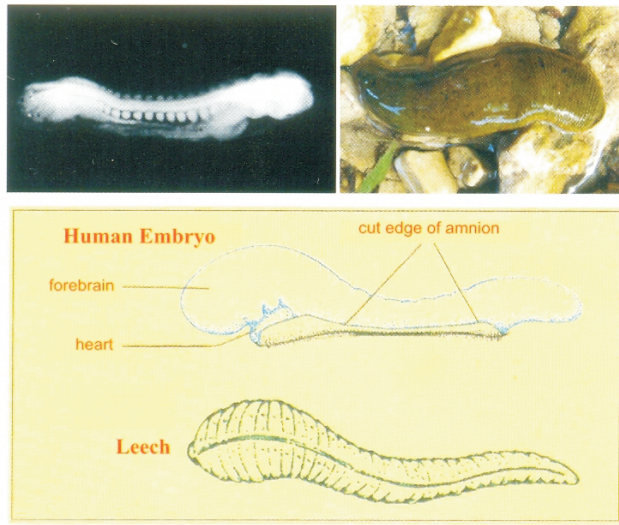 Human Embryo
cut edge of amnion
forebrain
heart
Leech